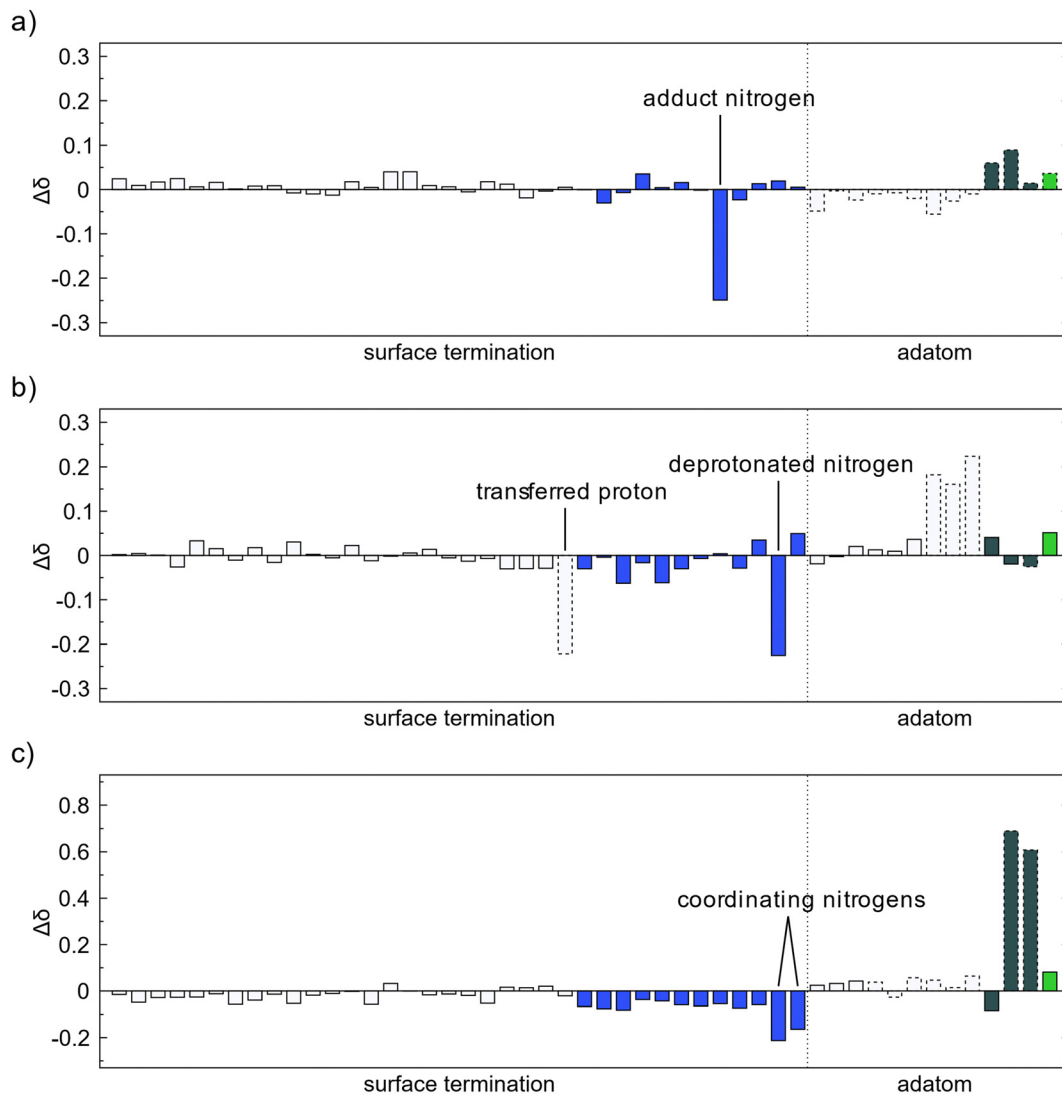 a)
0.3
0.2
adduct nitrogen
0.1
0
-0.1
-0.2
-0.3
Δδ
surface termination
adatom
b)
0.3
0.2
deprotonated nitrogen
transferred proton
0.1
0
-0.1
-0.2
-0.3
Δδ
surface termination
adatom
c)
0.8
0.6
0.4
coordinating nitrogens
0.2
0
-0.2
Δδ
surface termination
adatom